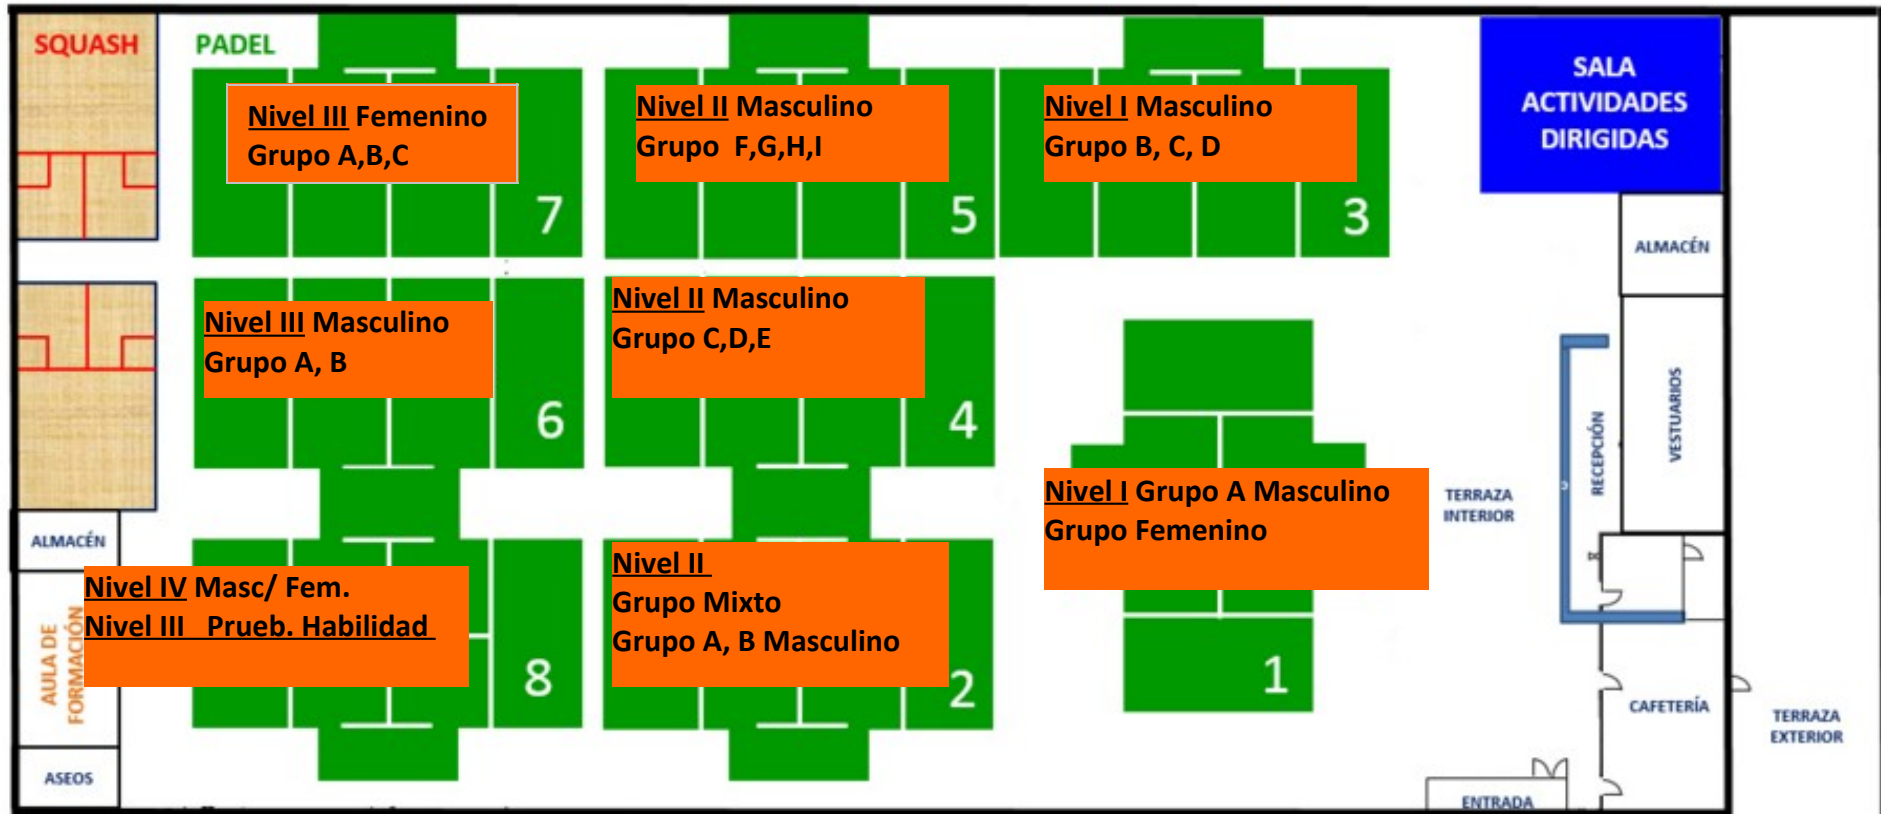 SQUASH
PADEL
Nivel III Femenino
Grupo A,B,C
7
Nivel II Masculino
Grupo F,G,H,I
5
Nivel I Masculino
Grupo B, C, D
3
SALA
ACTIVIDADES
DIRIGIDAS
ALMACÉN
Nivel III Masculino
Grupo A, B
6
Nivel II Masculino
Grupo C,D,E
4
RECEPCIÓN
VESTUARIOS
Nivel I Grupo A Masculino
Grupo Femenino
1
TERRAZA
INTERIOR
ALMACÉN
Nivel IV Masc/ Fem.
Nivel III Prueb. Habilidad
8
Nivel II
Grupo Mixto
Grupo A, B Masculino
2
AULA DE
FORMACIÓN
ASEOS
CAFETERÍA
TERRAZA
EXTERIOR
ENTRADA